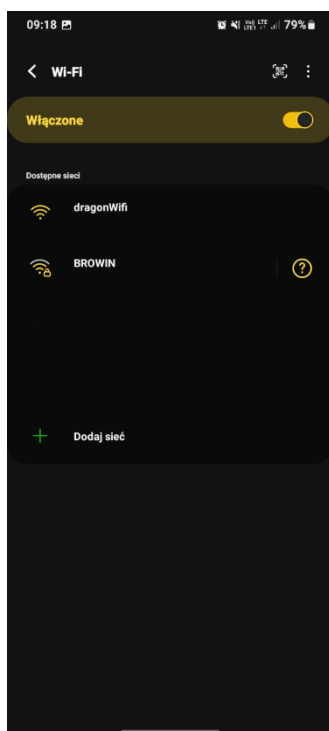 09:18 79%
Wi-Fi
Włączone
Dostępne sieci
dragonWifi
BROWIN
?
Dodaj sieć